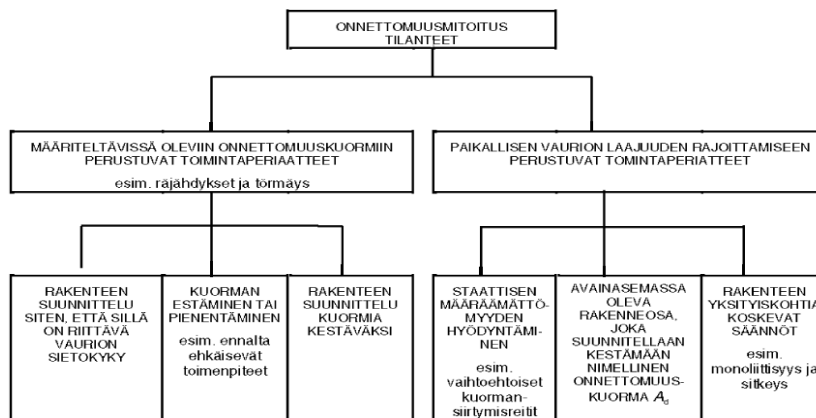 ONNETTOMUUSMITOITUS
TILANTEET
MÄÄRITELTÄVISSÄ OLEVIIN ONNETTOMUUSKUORMIIN
PERUSTUVAT TOIMINTAPERIAATTEET
esim. räjähdykset ja törmäys
PAIKALLISEN VAURION LAAJUUDEN RAJOITTAMISEEN
PERUSTUVAT TOMINTAPERIATTEET
RAKENTEEN
SUUNNITTELU
SITEN, ETTÄ SILLÄ
ON RIITTÄVÄ
VAURION
SIETOKYKY
KUORMAN
ESTÄMINEN TAI
PIENENTÄMINEN
esim. ennalta
ehkäisevät
toimenpiteet
RAKENTEEN
SUUNNITTELU
KUORMIA
KESTÄVÄKSI
STAATTISEN
MÄÄRÄÄMÄTTÖ-
MYYDEN
HYÖDYNTÄMI-
NEN
esim.
vaihtoehtoiset
kuorman-
siirtymisreitit
AVAINASEMASSA
OLEVA
RAKENNEOSA,
JOKA
SUUNNITELLAAN
KESTÄMÄÄN
NIMELLINEN
ONNETTOMUUS-
KUORMA Ad
RAKENTEEN
YKSITYISKOHTIA
KOSKEVAT
SÄÄNNÖT
esim.
monoliittisyys ja
sitkeys